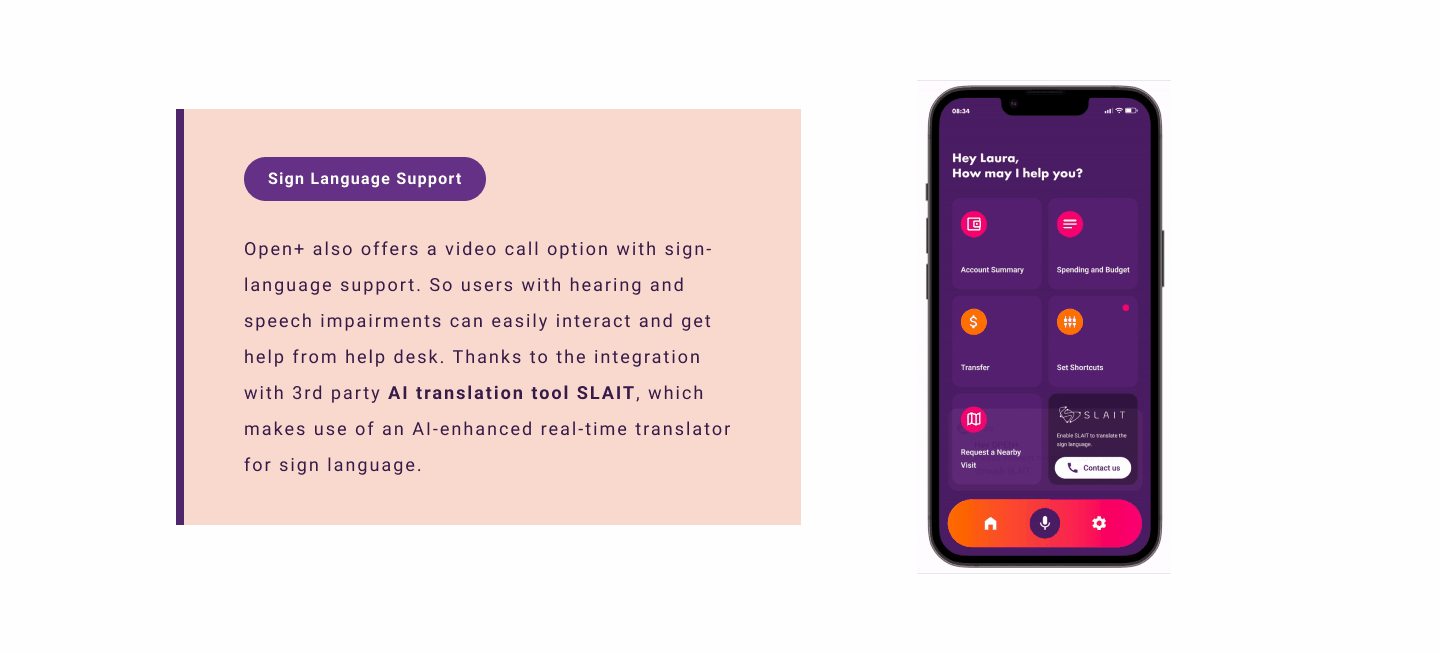 Sign Language Support
Open+ also offers a video call option with sign-
language support. So users with hearing and
speech impairments can easily interact and get
help from help desk. Thanks to the integration
with 3rd party AI translation tool SLAIT, which
makes use of an AI-enhanced real-time translator
for sign language.
08:34
Hey Laura,
How may I help you?
Account Summary
Spending and Budget
Transfer
Set Shortcuts
Request a Nearby
Visit
SLAIT
Enable SLAIT to translate the
sign language.
Contact us